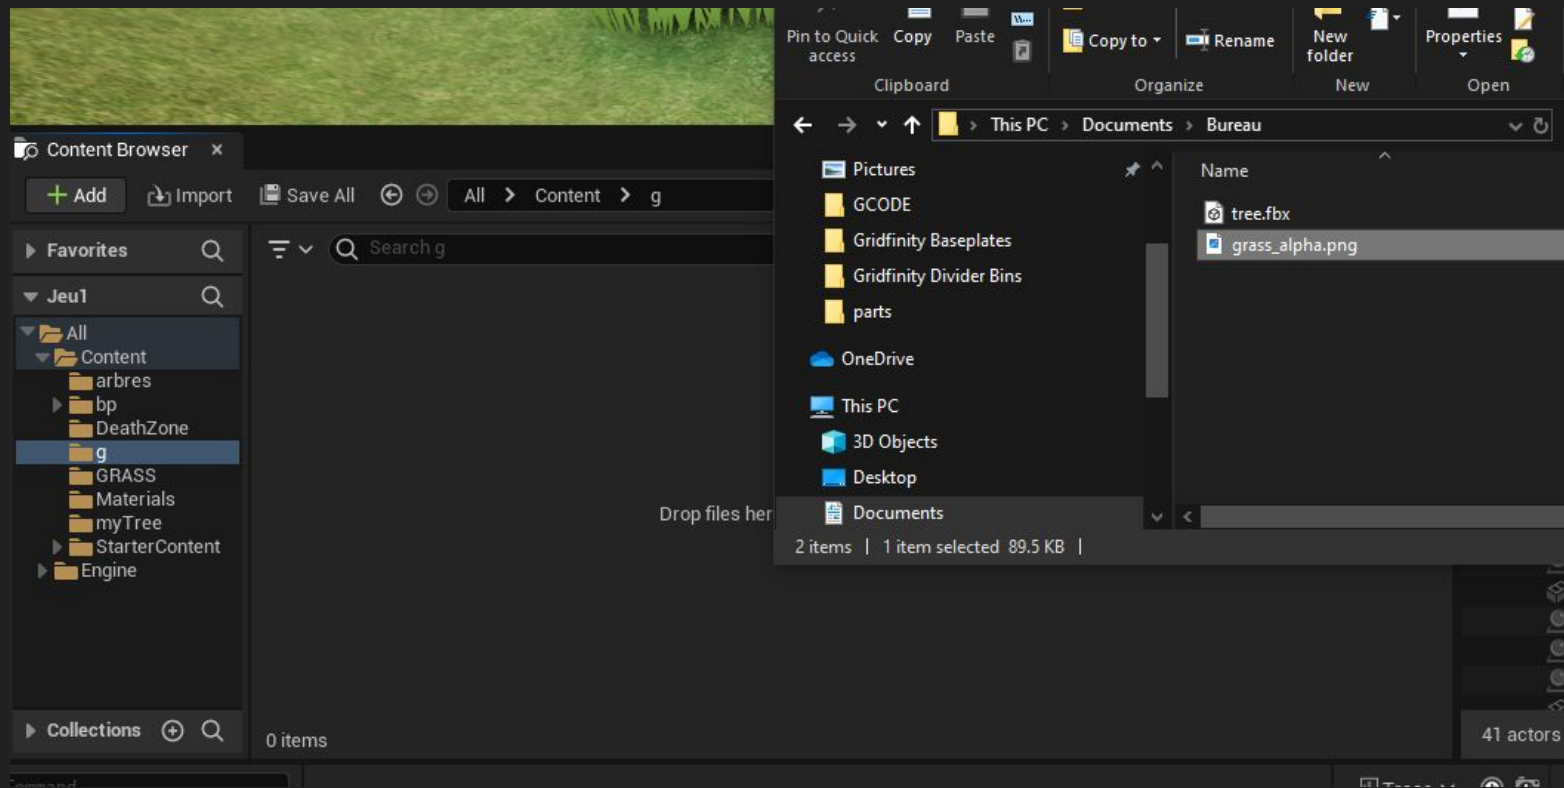 Pin to Quick access
Copy
Paste
W...
Copy to
Rename
New folder
Properties
Clipboard
Organize
New
Open
This PC > Documents > Bureau
Name
Pictures
GCODE
Gridfinity Baseplates
Gridfinity Divider Bins
parts
OneDrive
This PC
3D Objects
Desktop
Documents
tree.fbx
grass_alpha.png
2 items | 1 item selected 89.5 KB |
Content Browser ×
+ Add
Import
Save All
All > Content > g
Favorites
Search g
Jeu1
All
Content
arbres
bp
DeathZone
g
GRASS
Materials
myTree
StarterContent
Engine
Drop files her
Collections
0 items
41 actors